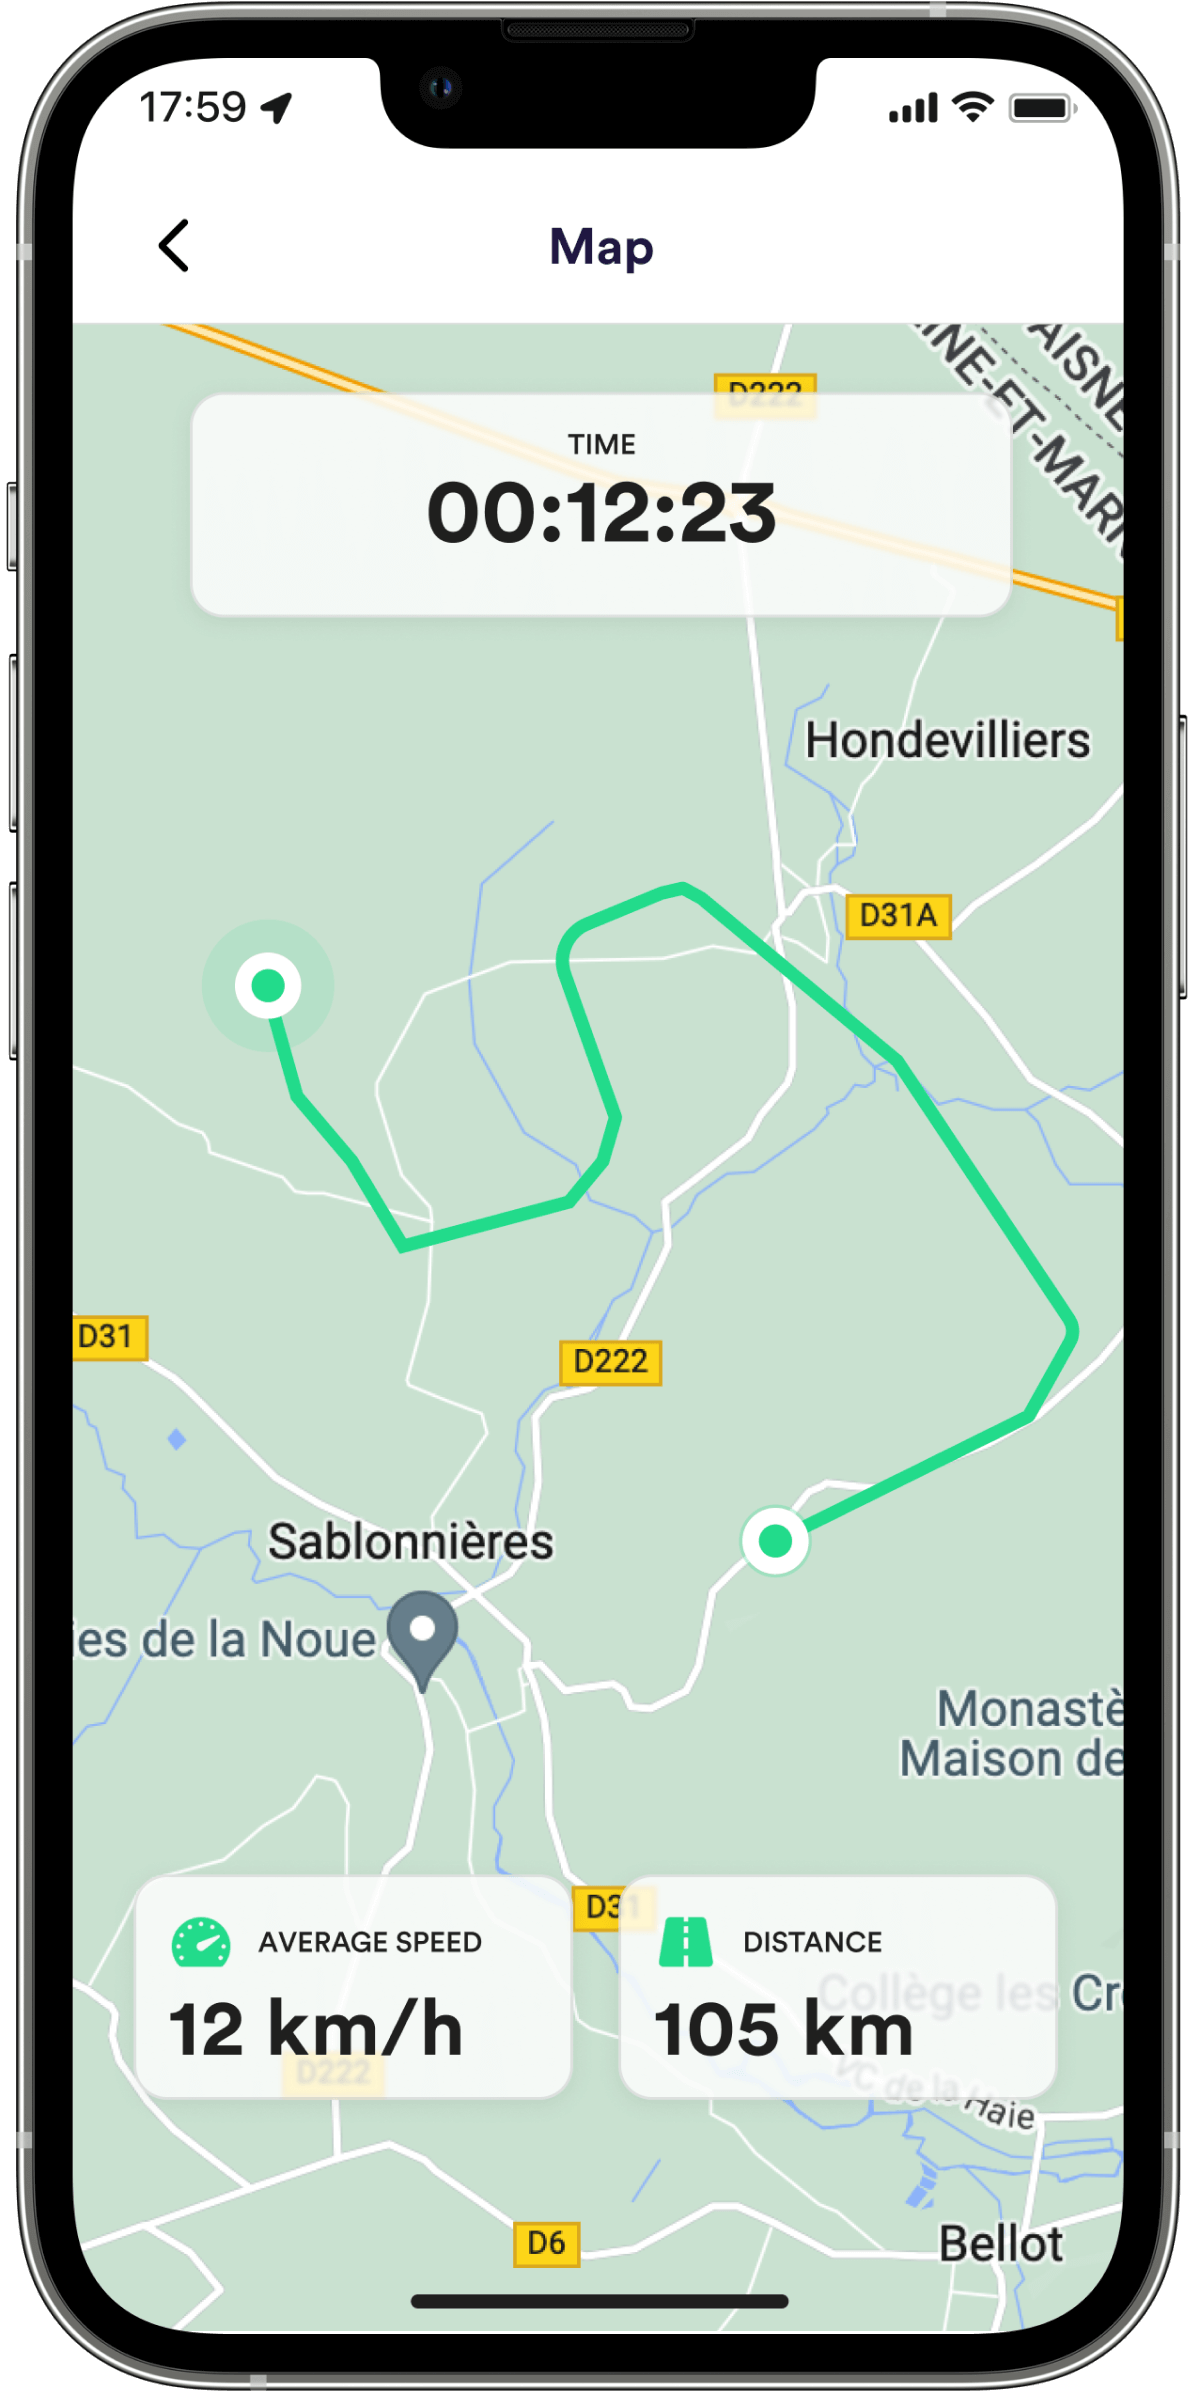 17:59
Map
AISNE
INE-ET-MARN
D222
TIME
00:12:23
Hondevilliers
D31A
D31
D222
Sablonnières
ies de la Noue
Monastè
Maison de
D31
AVERAGE SPEED
12 km/h
DISTANCE
105 km
Collège les Cr
D222
VC de la Haie
D6
Bellot